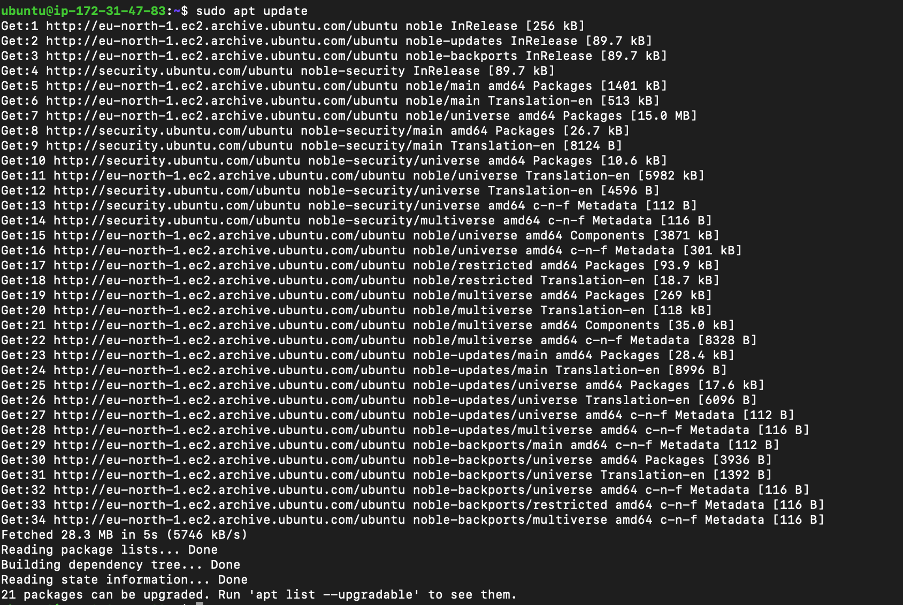 ubuntu@ip-172-31-47-83:~$ sudo apt update
Get:1 http://eu-north-1.ec2.archive.ubuntu.com/ubuntu noble InRelease [256 kB]
Get:2 http://eu-north-1.ec2.archive.ubuntu.com/ubuntu noble-updates InRelease [89.7 kB]
Get:3 http://eu-north-1.ec2.archive.ubuntu.com/ubuntu noble-backports InRelease [89.7 kB]
Get:4 http://security.ubuntu.com/ubuntu noble-security InRelease [89.7 kB]
Get:5 http://eu-north-1.ec2.archive.ubuntu.com/ubuntu noble/main amd64 Packages [1401 kB]
Get:6 http://eu-north-1.ec2.archive.ubuntu.com/ubuntu noble/main Translation-en [513 kB]
Get:7 http://eu-north-1.ec2.archive.ubuntu.com/ubuntu noble/universe amd64 Packages [15.0 MB]
Get:8 http://security.ubuntu.com/ubuntu noble-security/main amd64 Packages [26.7 kB]
Get:9 http://security.ubuntu.com/ubuntu noble-security/main Translation-en [8124 B]
Get:10 http://security.ubuntu.com/ubuntu noble-security/universe amd64 Packages [10.6 kB]
Get:11 http://eu-north-1.ec2.archive.ubuntu.com/ubuntu noble/universe Translation-en [5982 kB]
Get:12 http://security.ubuntu.com/ubuntu noble-security/universe Translation-en [4596 B]
Get:13 http://security.ubuntu.com/ubuntu noble-security/universe amd64 c-n-f Metadata [112 B]
Get:14 http://security.ubuntu.com/ubuntu noble-security/multiverse amd64 c-n-f Metadata [116 B]
Get:15 http://eu-north-1.ec2.archive.ubuntu.com/ubuntu noble/universe amd64 Components [3871 kB]
Get:16 http://eu-north-1.ec2.archive.ubuntu.com/ubuntu noble/universe amd64 c-n-f Metadata [301 kB]
Get:17 http://eu-north-1.ec2.archive.ubuntu.com/ubuntu noble/restricted amd64 Packages [93.9 kB]
Get:18 http://eu-north-1.ec2.archive.ubuntu.com/ubuntu noble/restricted Translation-en [18.7 kB]
Get:19 http://eu-north-1.ec2.archive.ubuntu.com/ubuntu noble/multiverse amd64 Packages [269 kB]
Get:20 http://eu-north-1.ec2.archive.ubuntu.com/ubuntu noble/multiverse Translation-en [118 kB]
Get:21 http://eu-north-1.ec2.archive.ubuntu.com/ubuntu noble/multiverse amd64 Components [35.0 kB]
Get:22 http://eu-north-1.ec2.archive.ubuntu.com/ubuntu noble/multiverse amd64 c-n-f Metadata [8328 B]
Get:23 http://eu-north-1.ec2.archive.ubuntu.com/ubuntu noble-updates/main amd64 Packages [28.4 kB]
Get:24 http://eu-north-1.ec2.archive.ubuntu.com/ubuntu noble-updates/main Translation-en [8996 B]
Get:25 http://eu-north-1.ec2.archive.ubuntu.com/ubuntu noble-updates/universe amd64 Packages [17.6 kB]
Get:26 http://eu-north-1.ec2.archive.ubuntu.com/ubuntu noble-updates/universe Translation-en [6096 B]
Get:27 http://eu-north-1.ec2.archive.ubuntu.com/ubuntu noble-updates/universe amd64 c-n-f Metadata [112 B]
Get:28 http://eu-north-1.ec2.archive.ubuntu.com/ubuntu noble-updates/multiverse amd64 c-n-f Metadata [116 B]
Get:29 http://eu-north-1.ec2.archive.ubuntu.com/ubuntu noble-backports/main amd64 c-n-f Metadata [112 B]
Get:30 http://eu-north-1.ec2.archive.ubuntu.com/ubuntu noble-backports/universe amd64 Packages [3936 B]
Get:31 http://eu-north-1.ec2.archive.ubuntu.com/ubuntu noble-backports/universe Translation-en [1392 B]
Get:32 http://eu-north-1.ec2.archive.ubuntu.com/ubuntu noble-backports/universe amd64 c-n-f Metadata [116 B]
Get:33 http://eu-north-1.ec2.archive.ubuntu.com/ubuntu noble-backports/restricted amd64 c-n-f Metadata [116 B]
Get:34 http://eu-north-1.ec2.archive.ubuntu.com/ubuntu noble-backports/multiverse amd64 c-n-f Metadata [116 B]
Fetched 28.3 MB in 5s (5746 kB/s)
Reading package lists... Done
Building dependency tree... Done
Reading state information... Done
21 packages can be upgraded. Run 'apt list --upgradable' to see them.